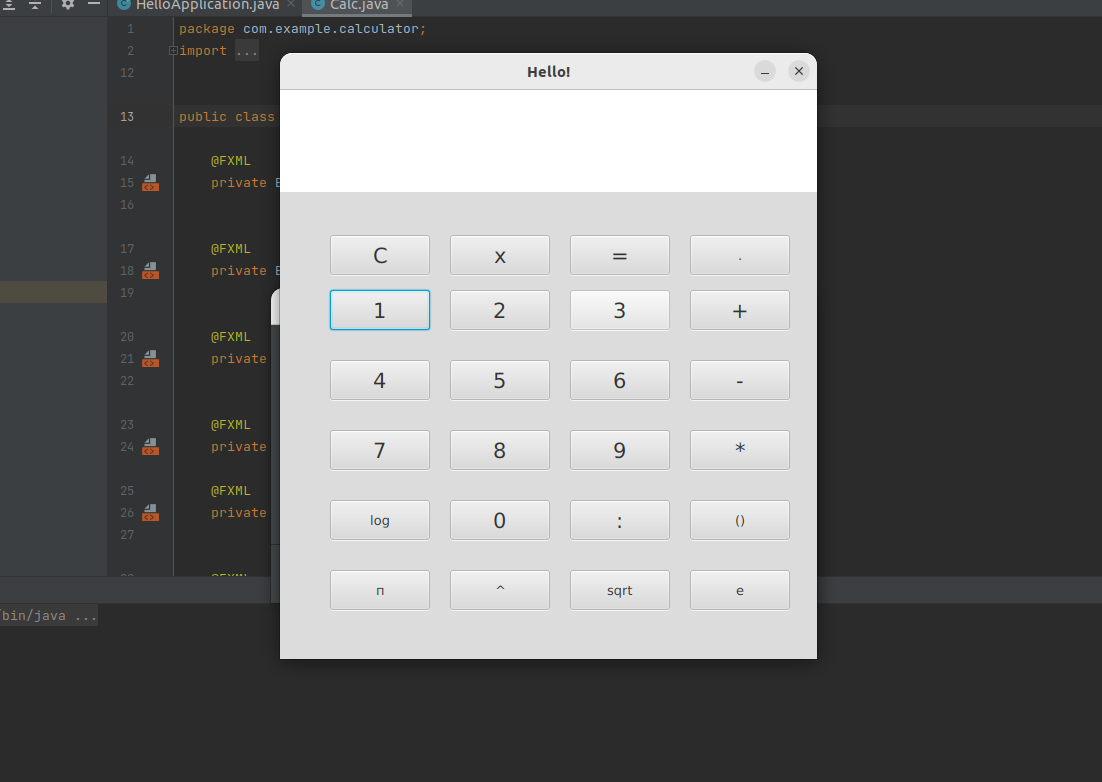 HelloApplication.java
Calc.java
1 package com.example.calculator;
2 import ...
12
13 public class
14 @FXML
15 private
16
17 @FXML
18 private
19
20 @FXML
21 private
22
23 @FXML
24 private
25 @FXML
26 private
27
Hello!
C x = .
1 2 3 +
4 5 6 -
7 8 9 *
log 0 : ()
п ^ sqrt e
bin/java ...